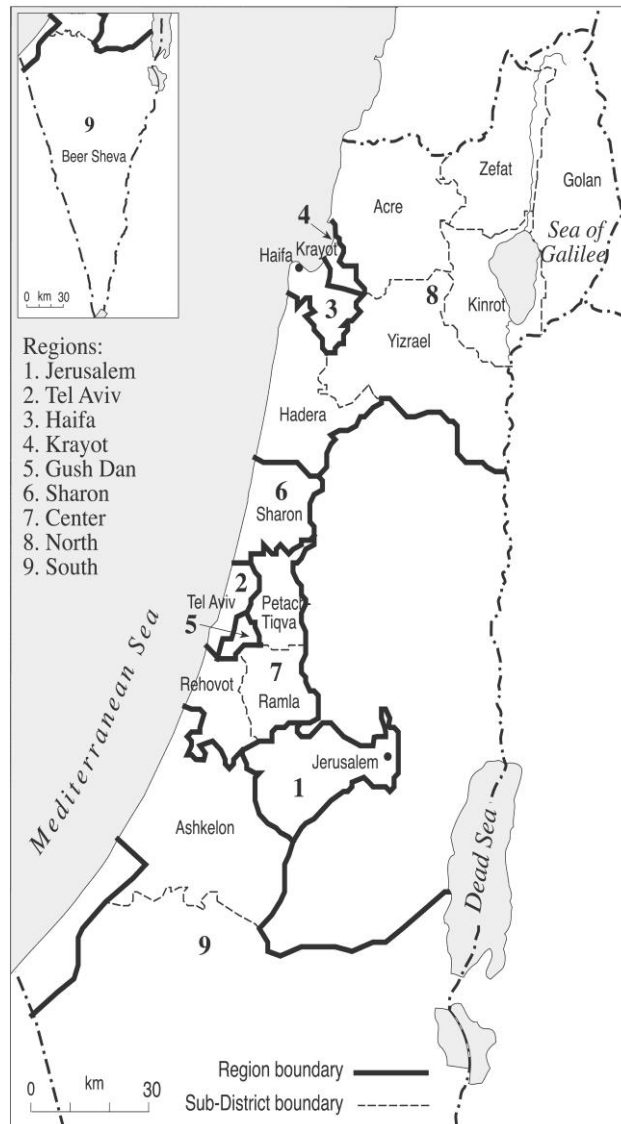 9
Beer Sheva
0 km 30
Zefat
Golan
Acre
Sea of
Galilee
4
Krayot
Haifa
8
3
Kinrot
Yizrael
Regions:
1. Jerusalem
2. Tel Aviv
3. Haifa
4. Krayot
5. Gush Dan
6. Sharon
7. Center
8. North
9. South
Hadera
6
Sharon
2
Tel Aviv
Petach-
Tiqva
5
7
Rehovot
Ramla
Mediterranean Sea
Jerusalem
1
Ashkelon
Dead Sea
9
0 km 30
Region boundary
Sub-District boundary